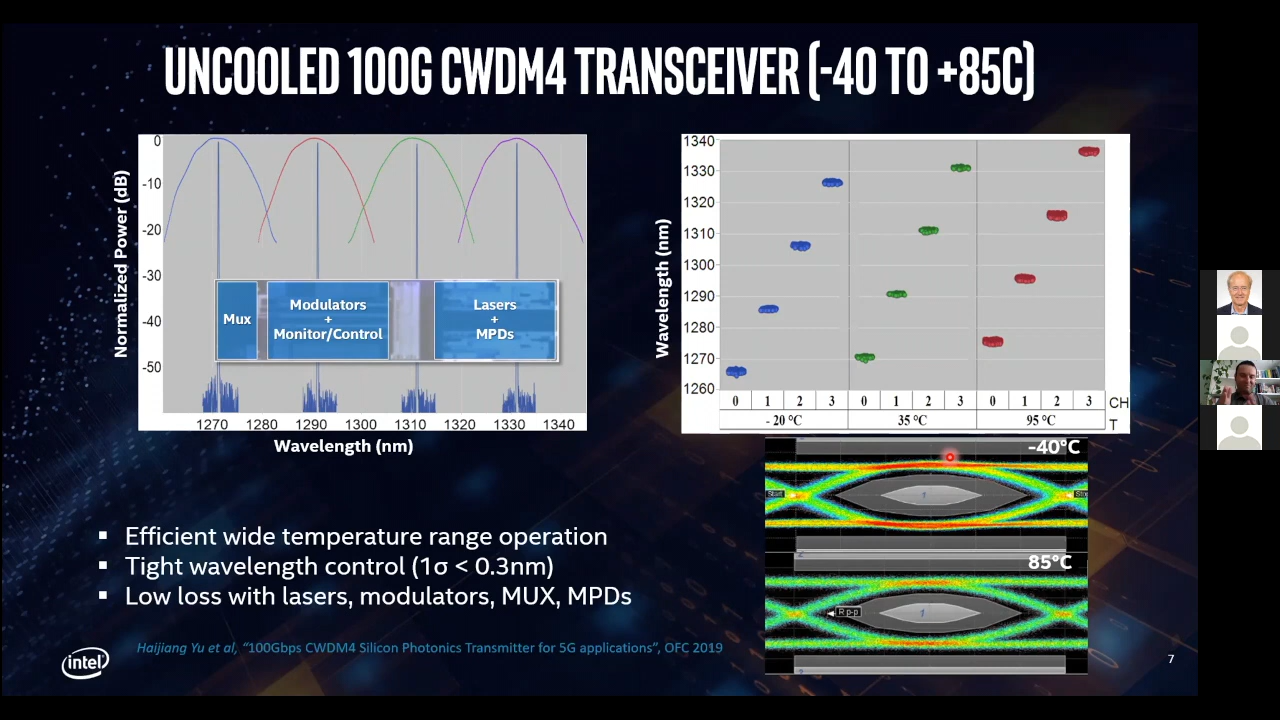 UNCOOLED 100G CWDM4 TRANSCEIVER (-40 TO +85C)
Normalized Power (dB)
0
-10
-20
-30
-40
-50
Mux
Modulators
+
Monitor/Control
Lasers
+
MPDs
1270 1280 1290 1300 1310 1320 1330 1340
Wavelength (nm)
Wavelength (nm)
1340
1330
1320
1310
1300
1290
1280
1270
1260
0 1 2 3 0 1 2 3 0 1 2 3 CH
- 20 °C 35 °C 95 °C T
-40°C
Start
1
Sto
85°C
R p-p
1
▪ Efficient wide temperature range operation
▪ Tight wavelength control (1σ < 0.3nm)
▪ Low loss with lasers, modulators, MUX, MPDs
Haijiang Yu et al, “100Gbps CWDM4 Silicon Photonics Transmitter for 5G applications”, OFC 2019
intel
7